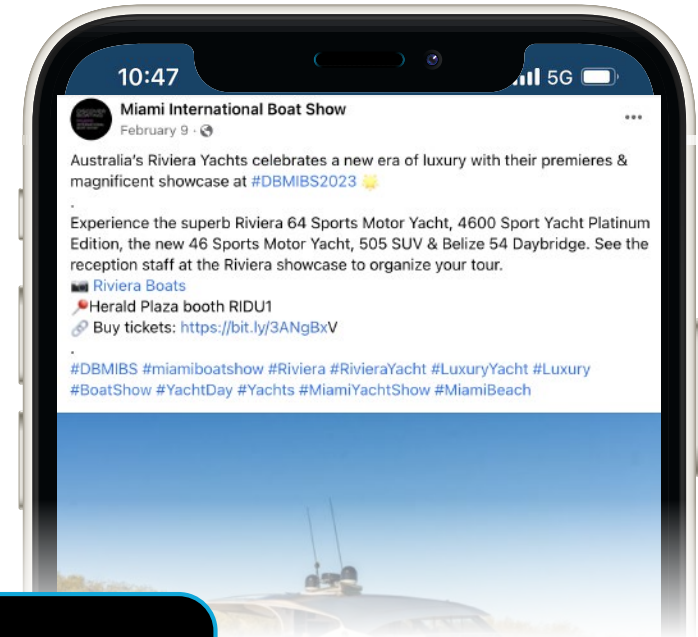 10:47
5G
Miami International Boat Show
February 9 ·
Australia's Riviera Yachts celebrates a new era of luxury with their premieres &
magnificent showcase at #DBMIBS2023
.
Experience the superb Riviera 64 Sports Motor Yacht, 4600 Sport Yacht Platinum
Edition, the new 46 Sports Motor Yacht, 505 SUV & Belize 54 Daybridge. See the
reception staff at the Riviera showcase to organize your tour.
Riviera Boats
Herald Plaza booth RIDU1
Buy tickets: https://bit.ly/3ANgBxV
.
#DBMIBS #miamiboatshow #Riviera #RivieraYacht #LuxuryYacht #Luxury
#BoatShow #YachtDay #Yachts #MiamiYachtShow #MiamiBeach